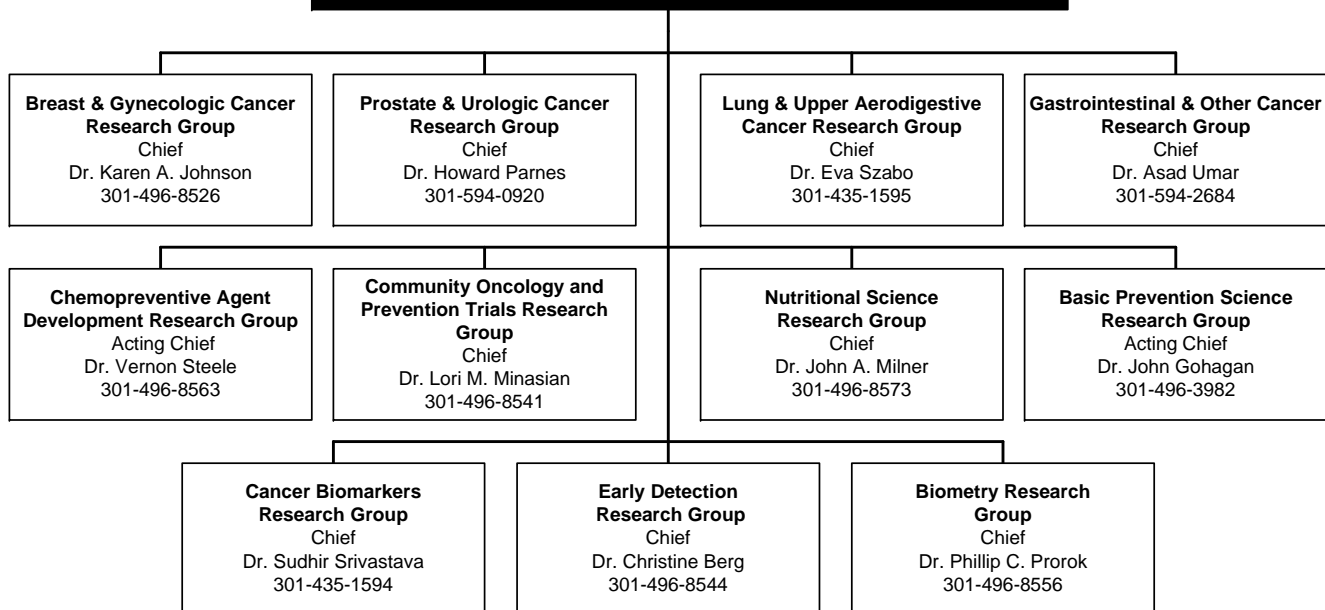 Breast & Gynecologic Cancer
Research Group
Chief
Dr. Karen A. Johnson
301-496-8526
Prostate & Urologic Cancer
Research Group
Chief
Dr. Howard Parnes
301-594-0920
Lung & Upper Aerodigestive
Cancer Research Group
Chief
Dr. Eva Szabo
301-435-1595
Gastrointestinal & Other Cancer
Research Group
Chief
Dr. Asad Umar
301-594-2684
Chemopreventive Agent
Development Research Group
Acting Chief
Dr. Vernon Steele
301-496-8563
Community Oncology and
Prevention Trials Research
Group
Chief
Dr. Lori M. Minasian
301-496-8541
Nutritional Science
Research Group
Chief
Dr. John A. Milner
301-496-8573
Basic Prevention Science
Research Group
Acting Chief
Dr. John Gohagan
301-496-3982
Cancer Biomarkers
Research Group
Chief
Dr. Sudhir Srivastava
301-435-1594
Early Detection
Research Group
Chief
Dr. Christine Berg
301-496-8544
Biometry Research
Group
Chief
Dr. Phillip C. Prorok
301-496-8556